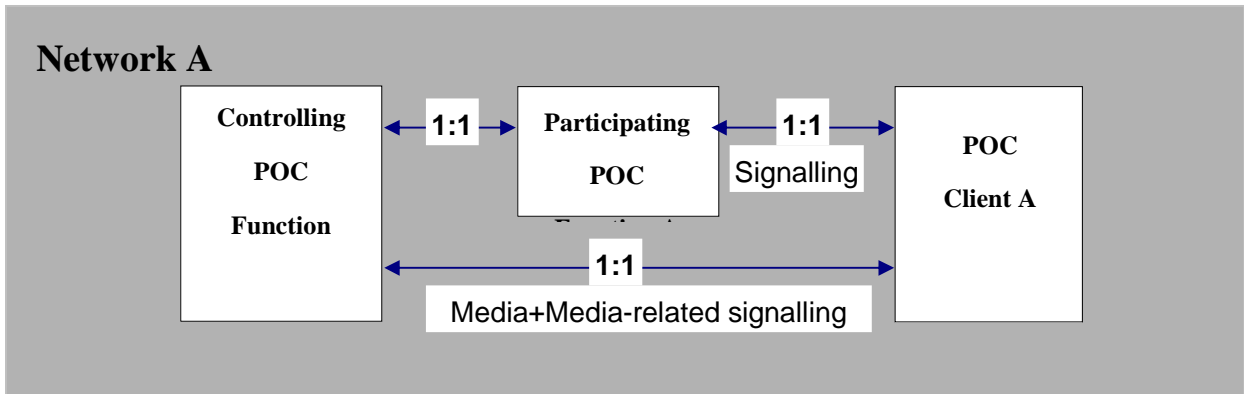 Network A
Controlling
POC
Function
1:1
Participating
POC
1:1
Signalling
POC
Client A
1:1
Media+Media-related signalling